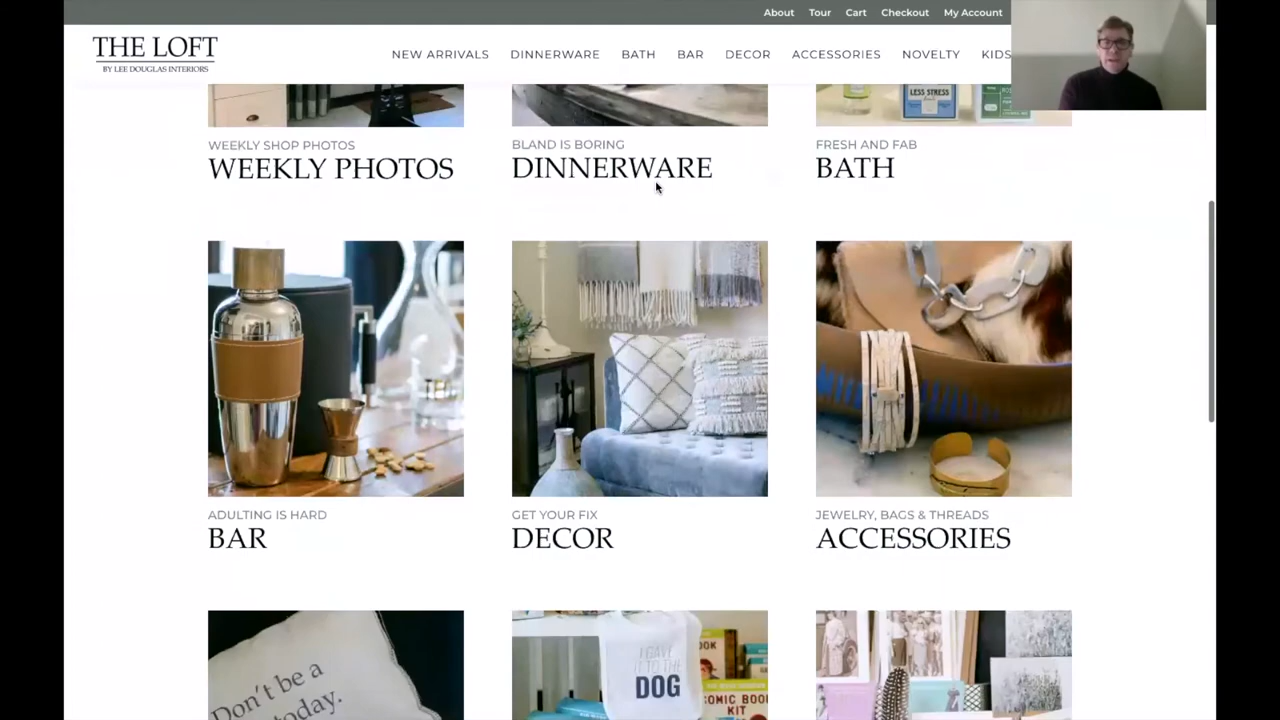 About Tour Cart Checkout My Account
THE LOFT
BY LEE DOUGLAS INTERIORS
NEW ARRIVALS DINNERWARE BATH BAR DECOR ACCESSORIES NOVELTY KIDS
LESS STRESS
WEEKLY SHOP PHOTOS
WEEKLY PHOTOS
BLAND IS BORING
DINNERWARE
FRESH AND FAB
BATH
ADULTING IS HARD
BAR
GET YOUR FIX
DECOR
JEWELRY, BAGS & THREADS
ACCESSORIES
Don't be a
today.
I GAVE
IT TO THE
DOG
COMIC BOOK
KIT